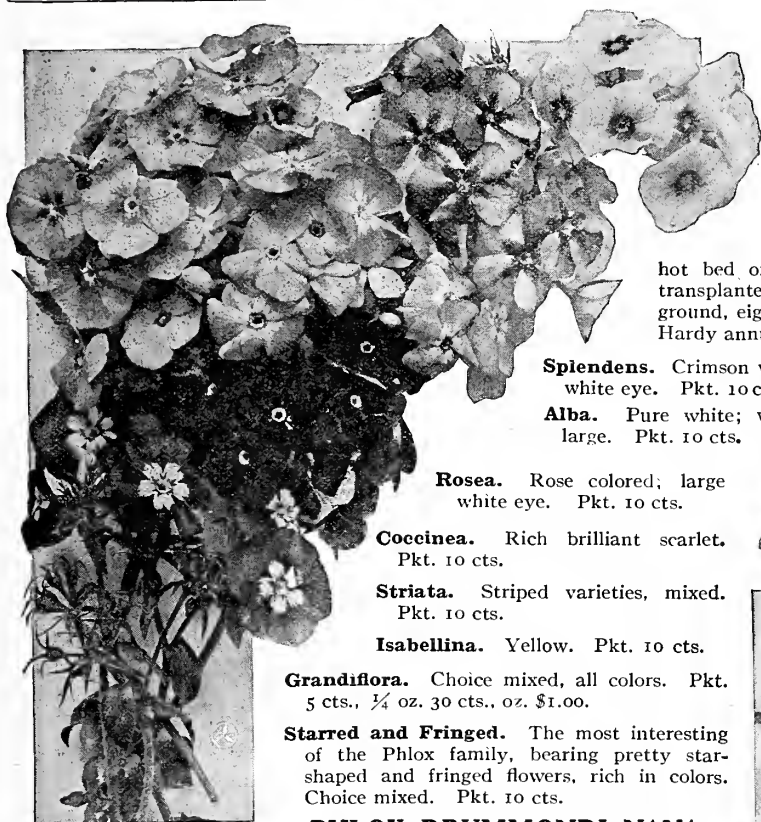 hot bed
transplante
ground, eig
Hardy ann
Splendens. Crimson
white eye. Pkt. 10 c
Alba. Pure white;
large. Pkt. 10 cts.
Rosea. Rose colored; large
white eye. Pkt. 10 cts.
Coccinea. Rich brilliant scarlet.
Pkt. 10 cts.
Striata. Striped varieties, mixed.
Pkt. 10 cts.
Isabellina. Yellow. Pkt. 10 cts.
Grandiflora. Choice mixed, all colors. Pkt.
5 cts., ¼ oz. 30 cts., oz. $1.00.
Starred and Fringed. The most interesting
of the Phlox family, bearing pretty star-
shaped and fringed flowers, rich in colors.
Choice mixed. Pkt. 10 cts.
PHLOX DRUMMONDI NANA